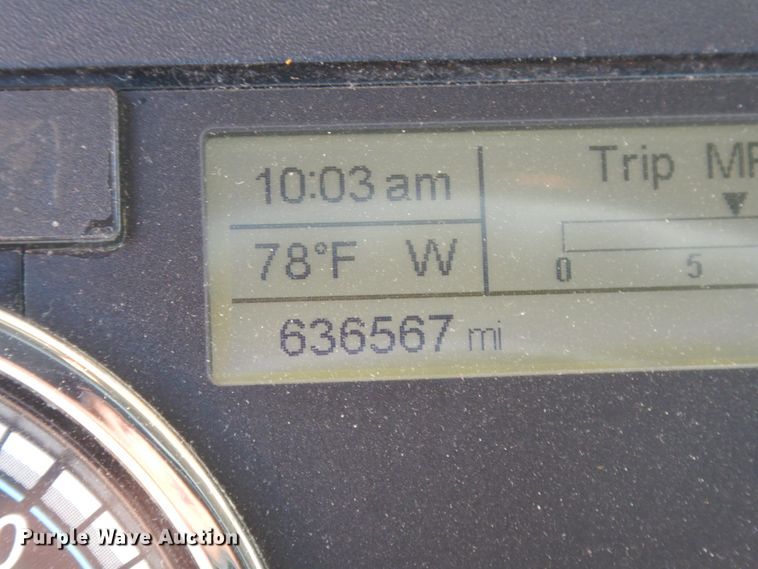 10:03 am
Trip
78°F W
0 5
636567 mi
Purple Wave Auction